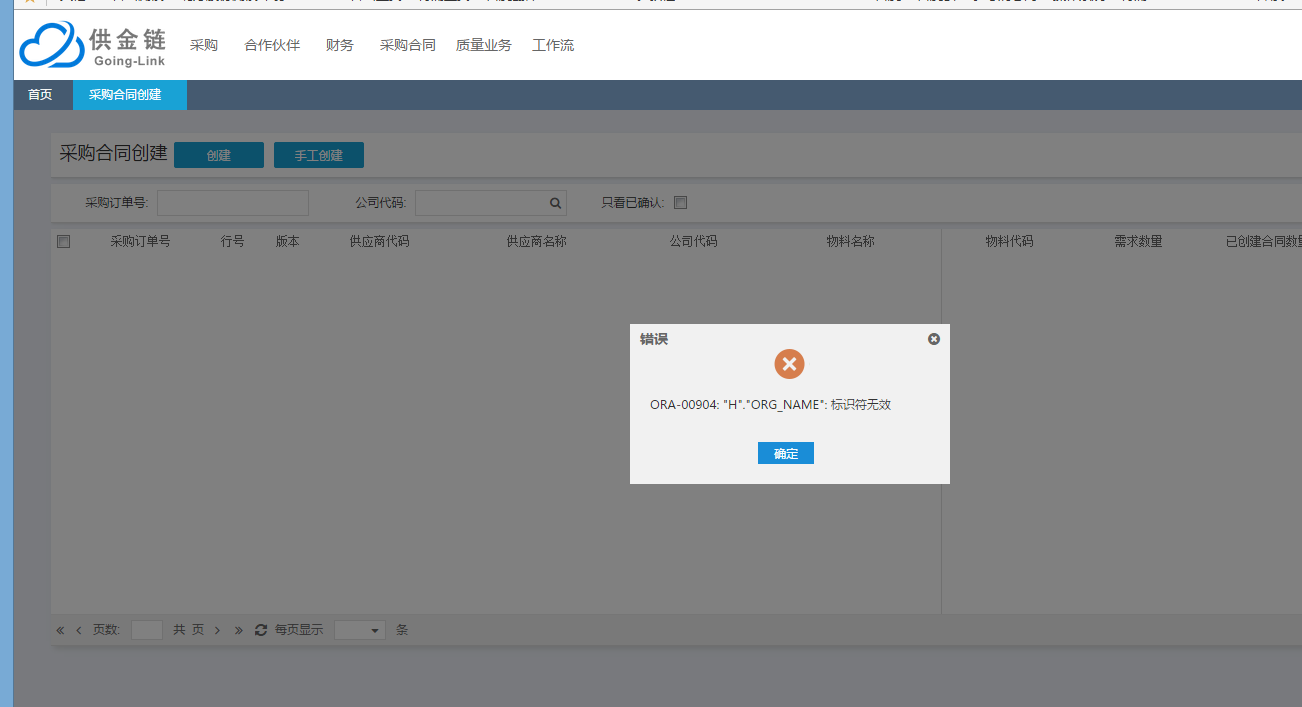 供金链
Going-Link
采购 合作伙伴 财务 采购合同 质量业务 工作流
首页 采购合同创建
采购合同创建 创建 手工创建
采购订单号: 公司代码: 只看已确认:
采购订单号 行号 版本 供应商代码 供应商名称 公司代码 物料名称 物料代码 需求数量 已创建合同数量
错误
ORA-00904: "H"."ORG_NAME": 标识符无效
确定
« ‹ 页数: 共 页 › » 每页显示 条